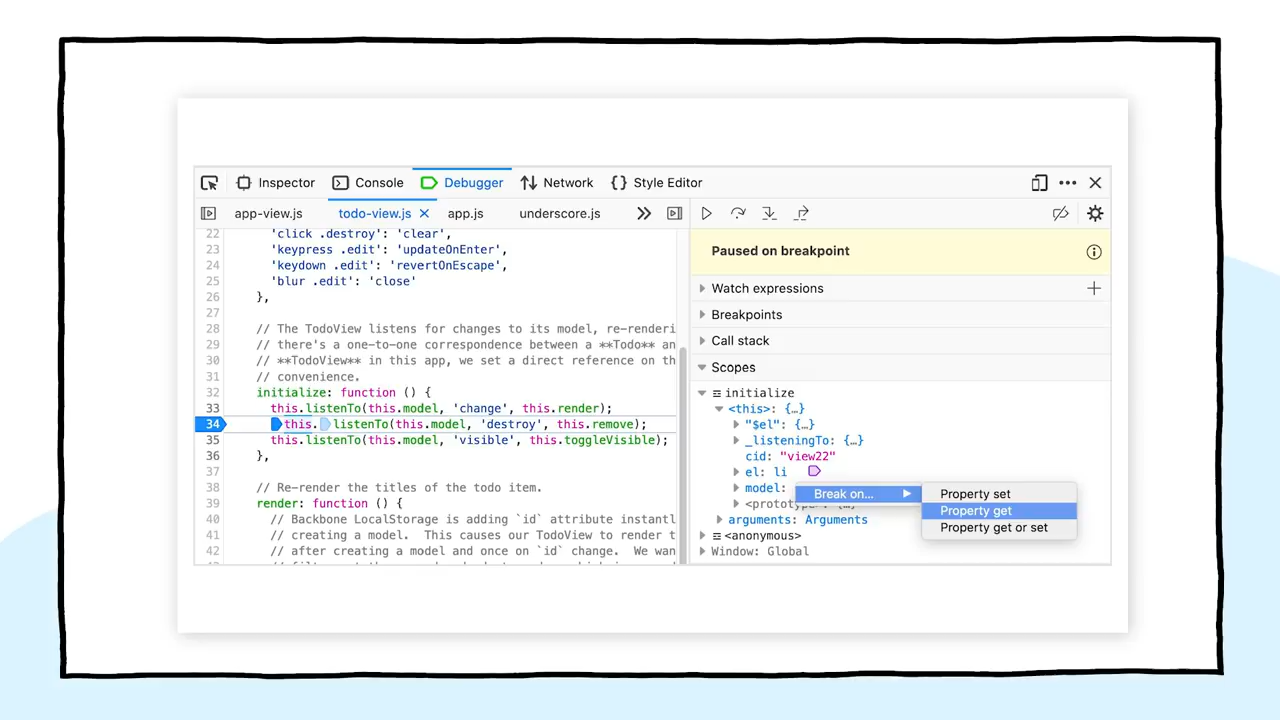 Inspector Console Debugger Network {} Style Editor
app-view.js todo-view.js app.js underscore.js
22 'click .destroy': 'clear',
23 'keypress .edit': 'updateOnEnter',
24 'keydown .edit': 'revertOnEscape',
25 'blur .edit': 'close'
26 },
27
28 // The TodoView listens for changes to its model, re-renderi
29 // there's a one-to-one correspondence between a **Todo** an
30 // **TodoView** in this app, we set a direct reference on th
31 // convenience.
32 initialize: function () {
33 this.listenTo(this.model, 'change', this.render);
34 this.listenTo(this.model, 'destroy', this.remove);
35 this.listenTo(this.model, 'visible', this.toggleVisible);
36 },
37
38 // Re-render the titles of the todo item.
39 render: function () {
40 // Backbone LocalStorage is adding `id` attribute instantl
41 // creating a model. This causes our TodoView to render t
42 // after creating a model and once on `id` change. We wan
Paused on breakpoint
Watch expressions
Breakpoints
Call stack
Scopes
initialize
<this>: {…}
"$el": {…}
_listeningTo: {…}
cid: "view22"
el: li
model:
arguments: Arguments
<anonymous>
Window: Global
Break on…
Property set
Property get
Property get or set